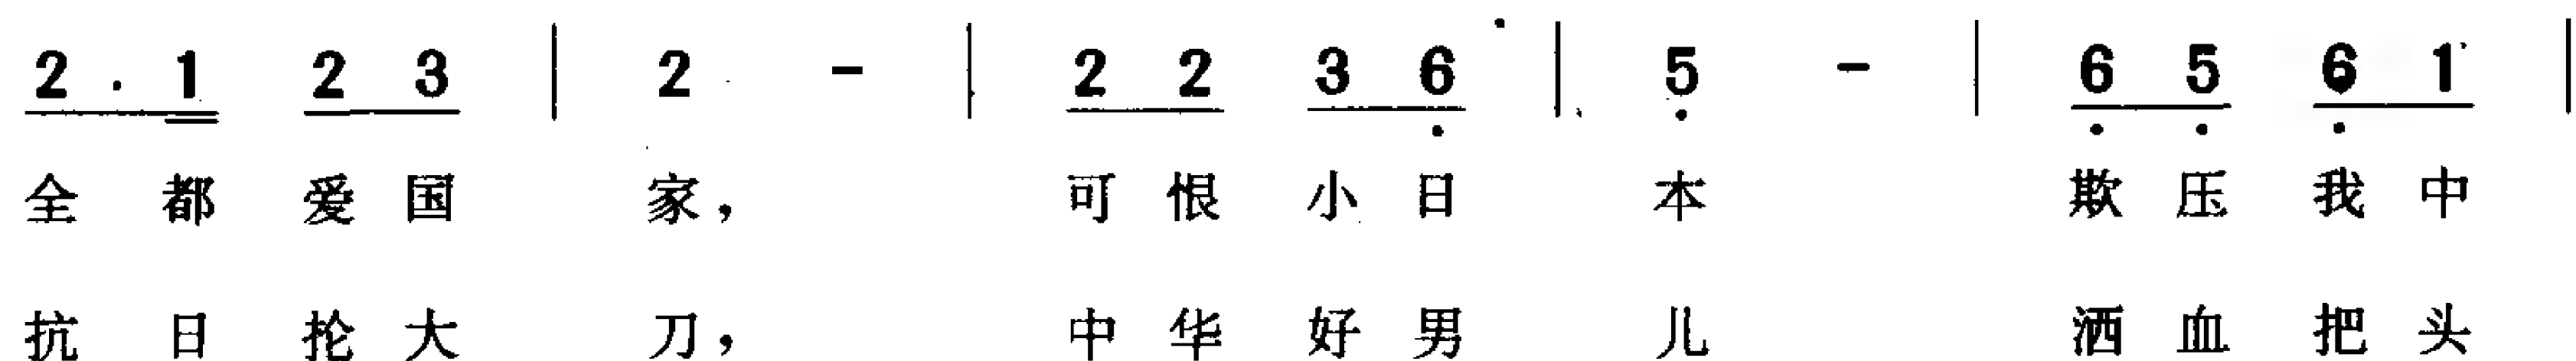 2 . 1 2 3 | 2 - | 2 2 3 6 | 5 - | 6 5 6 1 |
全 都 爱 国 家， 可 恨 小 日 本 欺 压 我 中
抗 日 抡 大 刀， 中 华 好 男 儿 洒 血 把 头